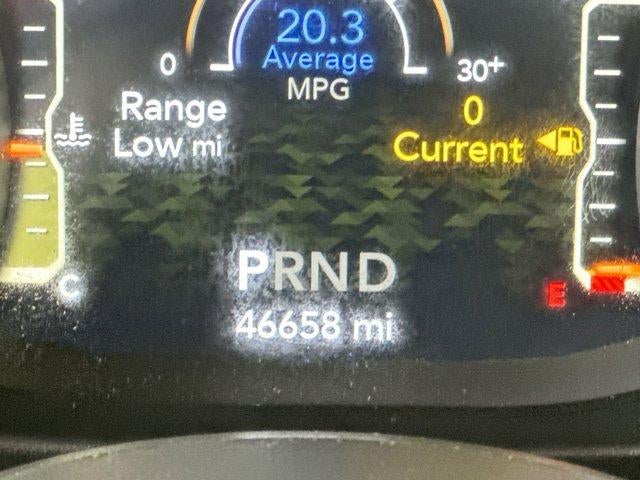 20.3
Average
0 MPG 30+
Range 0
Low mi Current
PRND
C E
46658 mi